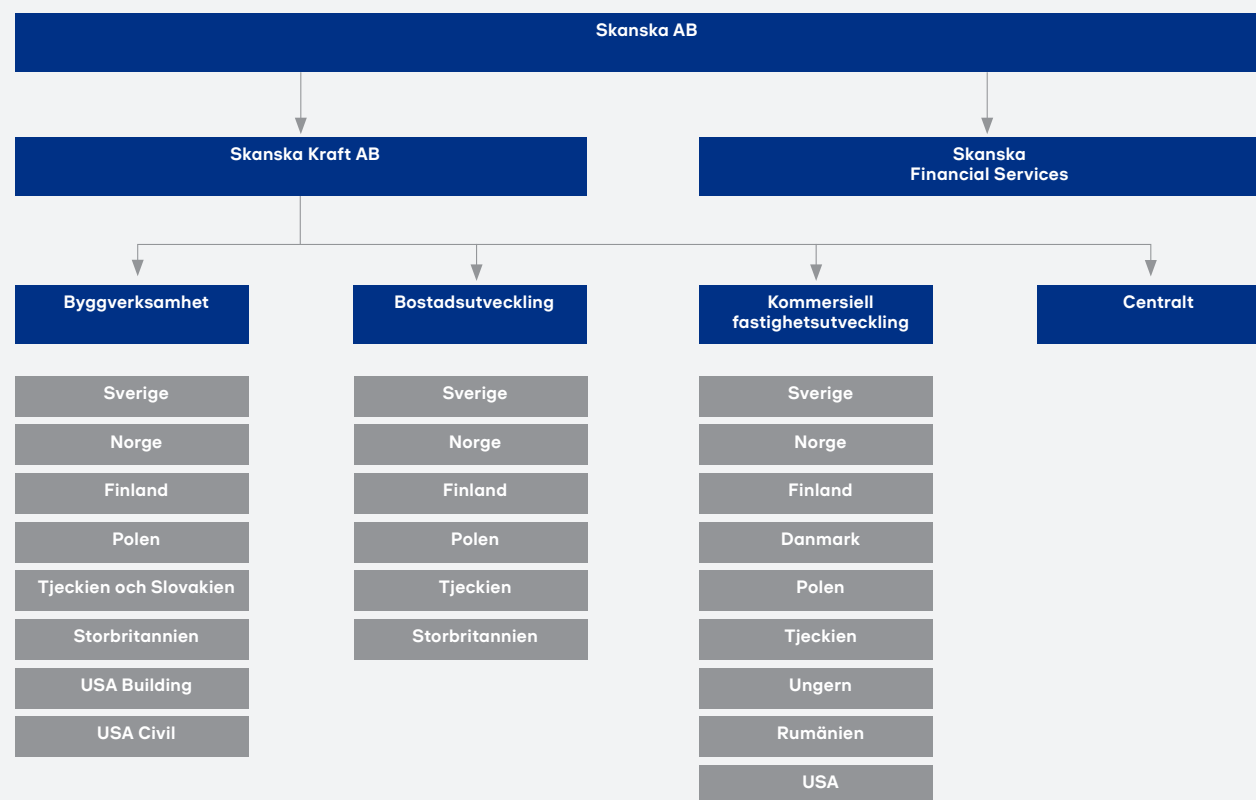 Skanska AB
Skanska Kraft AB
Skanska
Financial Services
Byggverksamhet
Bostadsutveckling
Kommersiell
fastighetsutveckling
Centralt
Sverige
Norge
Finland
Polen
Tjeckien och Slovakien
Storbritannien
USA Building
USA Civil
Sverige
Norge
Finland
Polen
Tjeckien
Storbritannien
Sverige
Norge
Finland
Danmark
Polen
Tjeckien
Ungern
Rumänien
USA